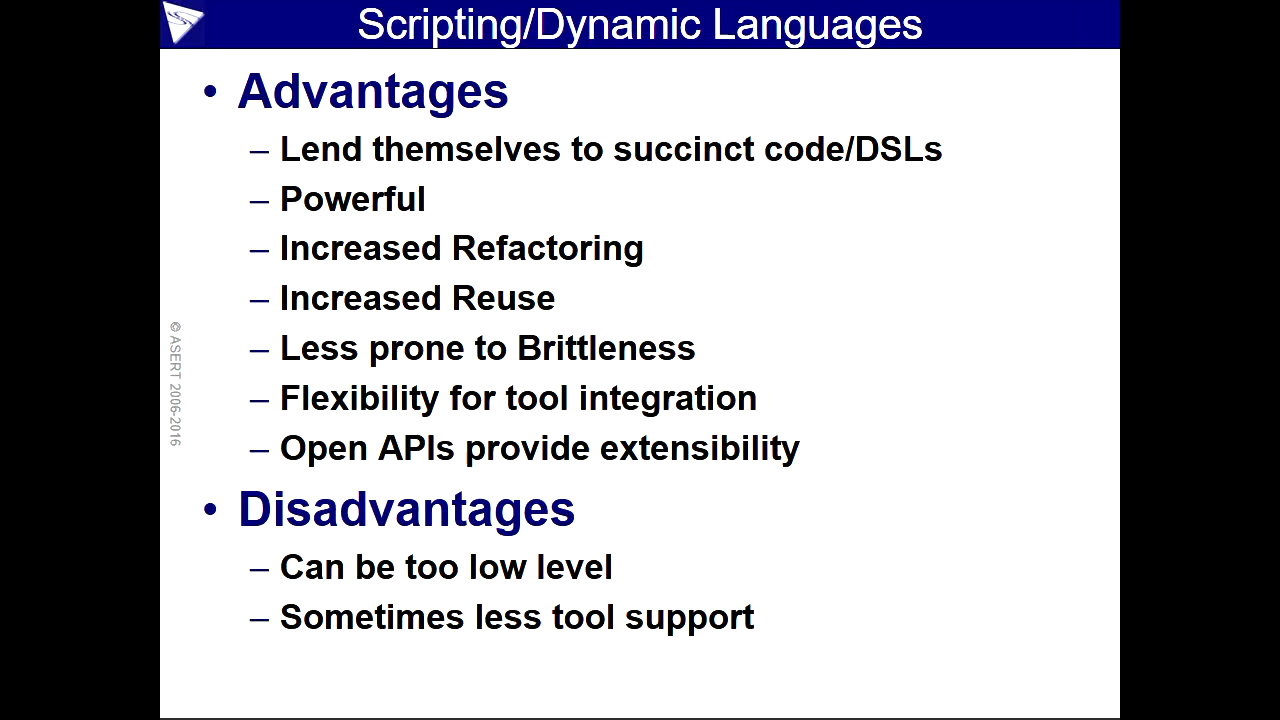 Scripting/Dynamic Languages
• Advantages
– Lend themselves to succinct code/DSLs
– Powerful
– Increased Refactoring
– Increased Reuse
– Less prone to Brittleness
– Flexibility for tool integration
– Open APIs provide extensibility
• Disadvantages
– Can be too low level
– Sometimes less tool support
© ASERT 2006-2016